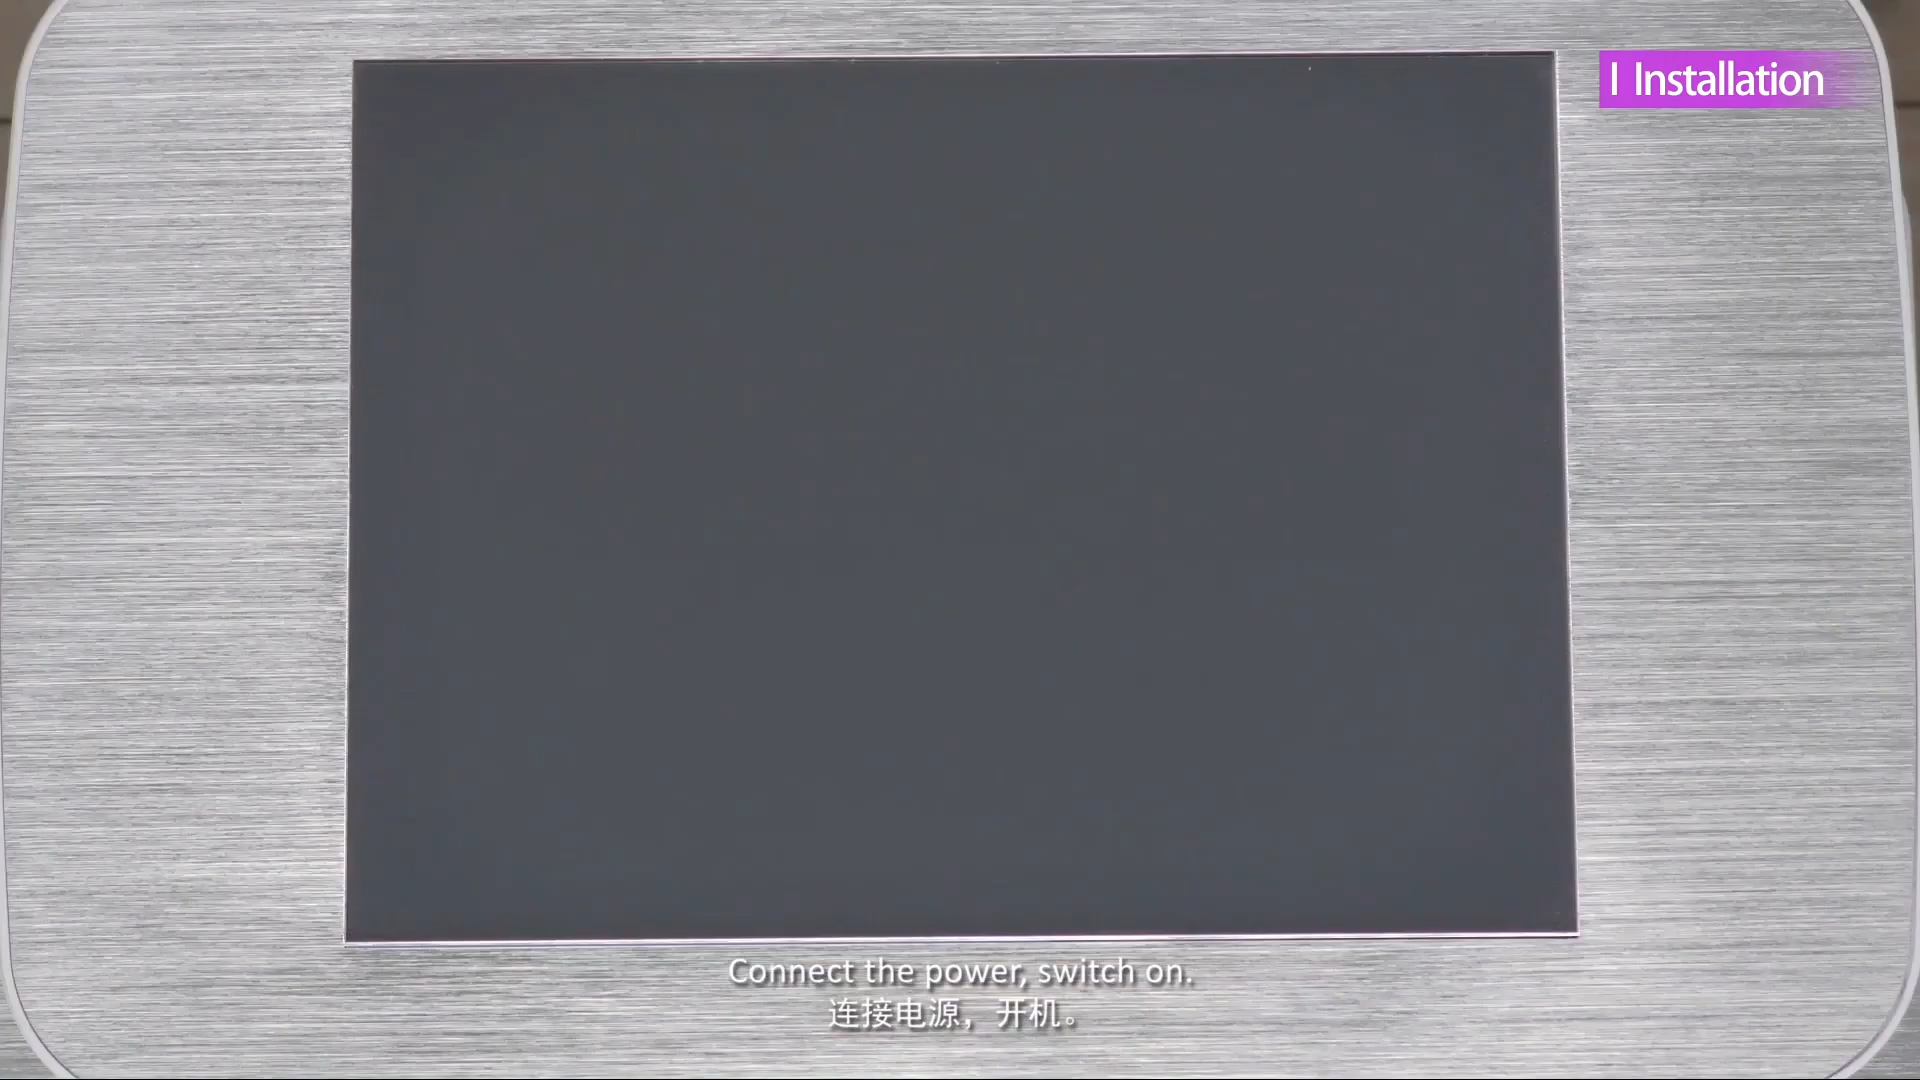 I Installation
Connect the power, switch on.
连接电源，开机。